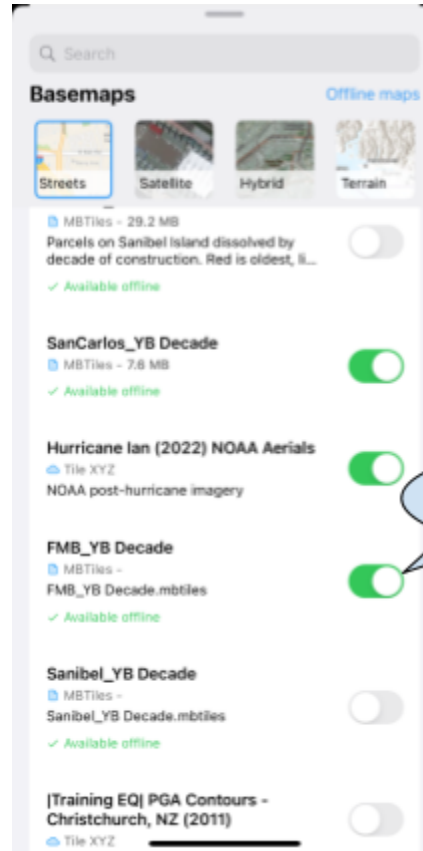 Search
Basemaps
Offline maps
Streets
Satellite
Hybrid
Terrain
MBTiles - 29.2 MB
Parcels on Sanibel Island dissolved by
decade of construction. Red is oldest, li...
✓ Available offline
SanCarlos_YB Decade
MBTiles - 7.6 MB
✓ Available offline
Hurricane Ian (2022) NOAA Aerials
Tile XYZ
NOAA post-hurricane imagery
FMB_YB Decade
MBTiles -
FMB_YB Decade.mbtiles
✓ Available offline
Sanibel_YB Decade
MBTiles -
Sanibel_YB Decade.mbtiles
✓ Available offline
|Training EQ| PGA Contours -
Christchurch, NZ (2011)
Tile XYZ